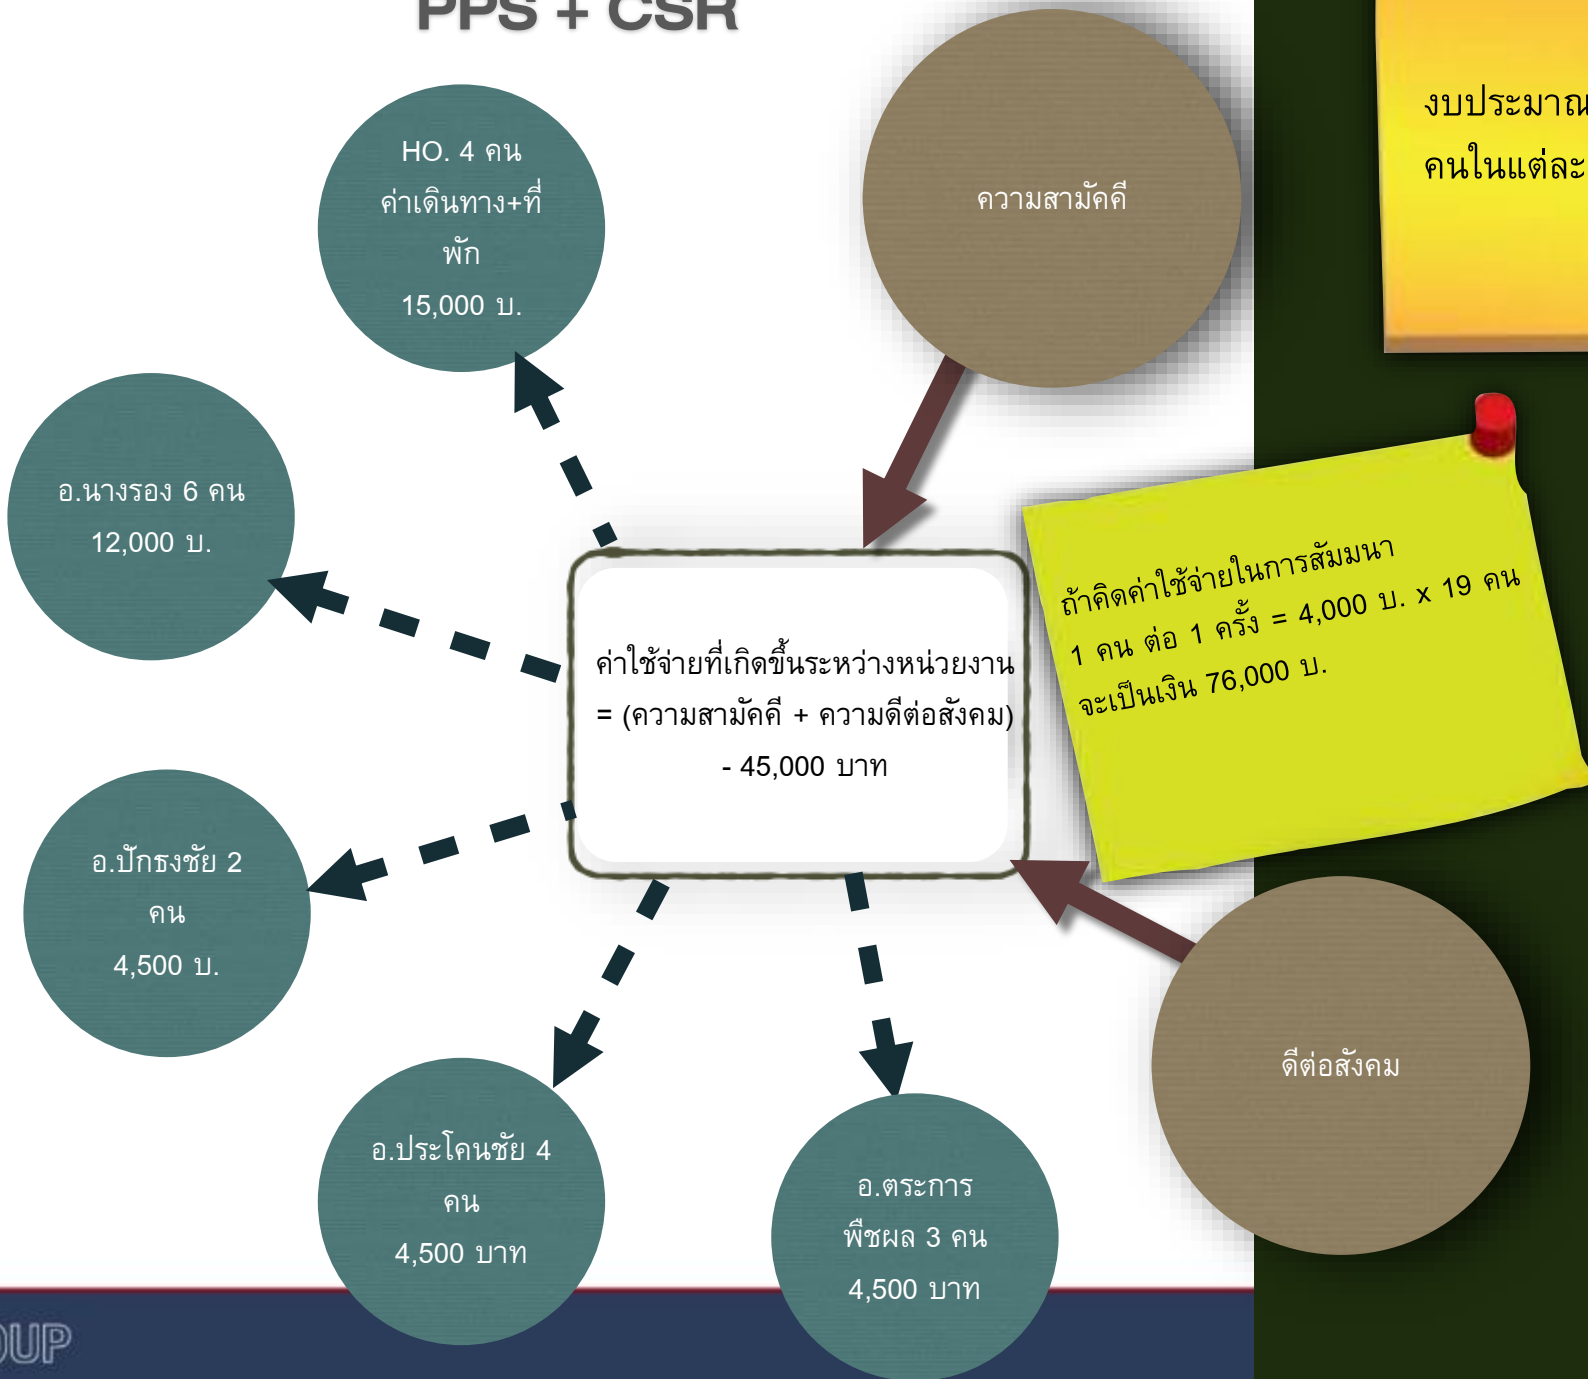 PPS + CSR
HO. 4 คน
ค่าเดินทาง+ที่
พัก
15,000 บ.
ความสามัคคี
งบประมาณ
คนในแต่ละ
อ.นางรอง 6 คน
12,000 บ.
ถ้าคิดค่าใช้จ่ายในการสัมมนา
1 คน ต่อ 1 ครั้ง = 4,000 บ. x 19 คน
จะเป็นเงิน 76,000 บ.
ค่าใช้จ่ายที่เกิดขึ้นระหว่างหน่วยงาน
= (ความสามัคคี + ความดีต่อสังคม)
- 45,000 บาท
อ.ปักธงชัย 2
คน
4,500 บ.
อ.ประโคนชัย 4
คน
4,500 บาท
อ.ตระการ
พืชผล 3 คน
4,500 บาท
ดีต่อสังคม
OUP